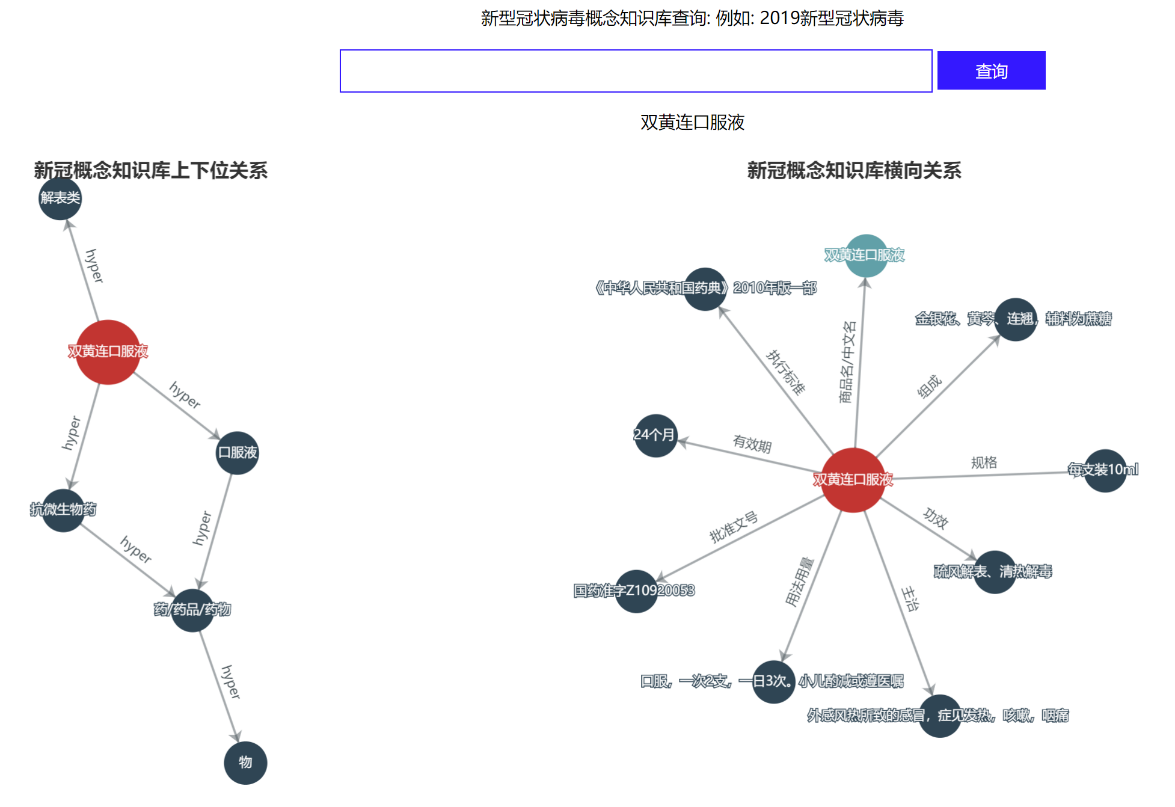 新型冠状病毒概念知识库查询: 例如: 2019新型冠状病毒
查询
双黄连口服液
新冠概念知识库上下位关系
解表类
hyper
双黄连口服液
hyper
hyper
口服液
抗微生物药
hyper
hyper
药/药品/药物
hyper
物
新冠概念知识库横向关系
双黄连口服液
《中华人民共和国药典》2010年版一部
金银花、黄芩、连翘，辅料为蔗糖
商品名/中文名
执行标准
组成
24个月
有效期
规格
每支装10ml
双黄连口服液
批准文号
功效
疏风解表、清热解毒
国药准字Z10920053
用法用量
主治
口服，一次2支，一日3次。小儿酌减或遵医嘱
外感风热所致的感冒，症见发热，咳嗽，咽痛